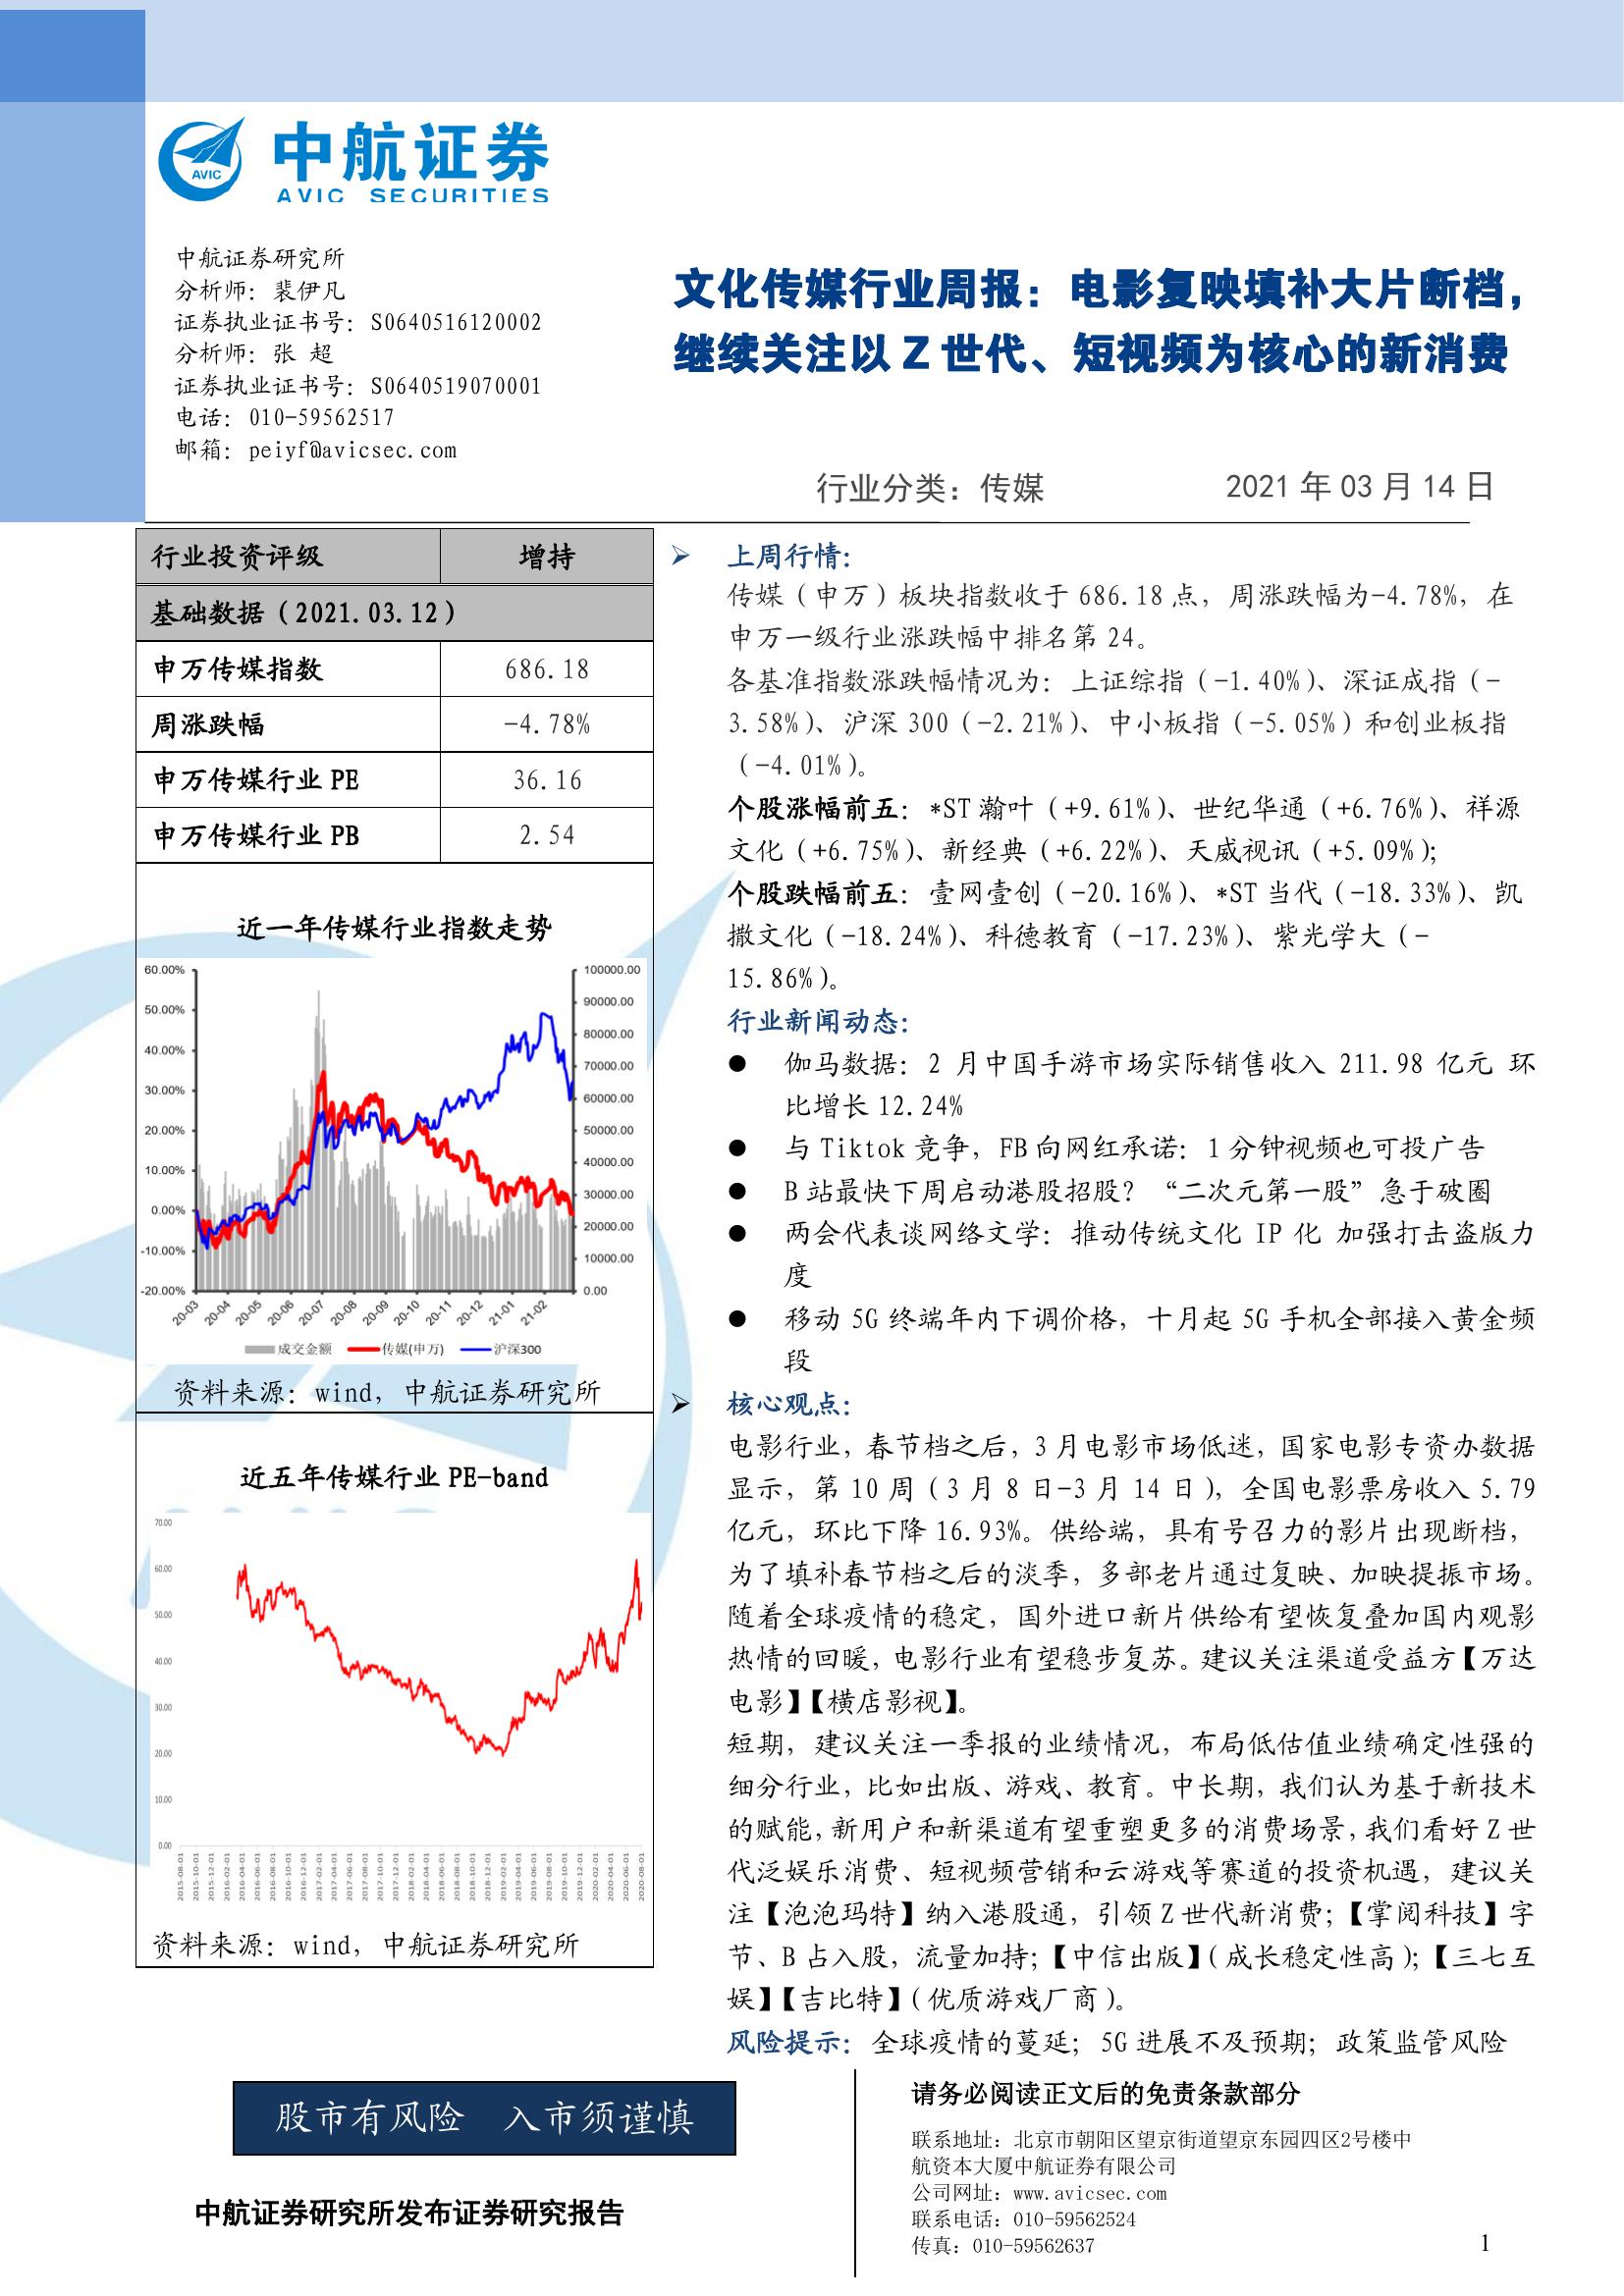 中航证券
AVIC SECURITIES
AVIC
中航证券研究所
分析师：裴伊凡
证券执业证书号：S0640516120002
分析师：张 超
证券执业证书号：S0640519070001
电话：010-59562517
邮箱：peiyf@avicsec.com
文化传媒行业周报：电影复映填补大片断档，
继续关注以 Z 世代、短视频为核心的新消费
行业分类：传媒 2021 年 03 月 14 日
行业投资评级 增持
基础数据（2021.03.12）
申万传媒指数 686.18
周涨跌幅 -4.78%
申万传媒行业 PE 36.16
申万传媒行业 PB 2.54
近一年传媒行业指数走势
60.00% 100000.00
90000.00
50.00%
80000.00
40.00%
70000.00
30.00%
60000.00
20.00% 50000.00
10.00% 40000.00
30000.00
0.00%
20000.00
-10.00%
10000.00
-20.00% 0.00
20-03 20-04 20-05 20-06 20-07 20-08 20-09 20-10 20-11 20-12 21-01 21-02
成交金额 传媒(申万) 沪深300
资料来源：wind，中航证券研究所
近五年传媒行业 PE-band
70.00
60.00
50.00
40.00
30.00
20.00
10.00
0.00
2015-08-01 2015-10-01 2015-12-01 2016-02-01 2016-04-01 2016-06-01 2016-08-01 2016-10-01 2016-12-01 2017-02-01 2017-04-01 2017-06-01 2017-08-01 2017-10-01 2017-12-01 2018-02-01 2018-04-01 2018-06-01 2018-08-01 2018-10-01 2018-12-01 2019-02-01 2019-04-01 2019-06-01 2019-08-01 2019-10-01 2019-12-01 2020-02-01 2020-04-01 2020-06-01 2020-08-01
资料来源：wind，中航证券研究所
上周行情：
传媒（申万）板块指数收于 686.18 点，周涨跌幅为-4.78%，在
申万一级行业涨跌幅中排名第 24。
各基准指数涨跌幅情况为：上证综指（-1.40%）、深证成指（-
3.58%）、沪深 300（-2.21%）、中小板指（-5.05%）和创业板指
（-4.01%）。
个股涨幅前五：*ST 瀚叶（+9.61%）、世纪华通（+6.76%）、祥源
文化（+6.75%）、新经典（+6.22%）、天威视讯（+5.09%）；
个股跌幅前五：壹网壹创（-20.16%）、*ST 当代（-18.33%）、凯
撒文化（-18.24%）、科德教育（-17.23%）、紫光学大（-
15.86%）。
行业新闻动态：
● 伽马数据：2 月中国手游市场实际销售收入 211.98 亿元 环
比增长 12.24%
● 与 Tiktok 竞争，FB 向网红承诺：1 分钟视频也可投广告
● B 站最快下周启动港股招股？“二次元第一股”急于破圈
● 两会代表谈网络文学：推动传统文化 IP 化 加强打击盗版力
度
● 移动 5G 终端年内下调价格，十月起 5G 手机全部接入黄金频
段
核心观点：
电影行业，春节档之后，3 月电影市场低迷，国家电影专资办数据
显示，第 10 周（3 月 8 日-3 月 14 日），全国电影票房收入 5.79
亿元，环比下降 16.93%。供给端，具有号召力的影片出现断档，
为了填补春节档之后的淡季，多部老片通过复映、加映提振市场。
随着全球疫情的稳定，国外进口新片供给有望恢复叠加国内观影
热情的回暖，电影行业有望稳步复苏。建议关注渠道受益方【万达
电影】【横店影视】。
短期，建议关注一季报的业绩情况，布局低估值业绩确定性强的
细分行业，比如出版、游戏、教育。中长期，我们认为基于新技术
的赋能，新用户和新渠道有望重塑更多的消费场景，我们看好 Z 世
代泛娱乐消费、短视频营销和云游戏等赛道的投资机遇，建议关
注【泡泡玛特】纳入港股通，引领 Z 世代新消费；【掌阅科技】字
节、B 占入股，流量加持；【中信出版】（成长稳定性高）；【三七互
娱】【吉比特】（优质游戏厂商）。
风险提示：全球疫情的蔓延；5G 进展不及预期；政策监管风险
股市有风险 入市须谨慎
中航证券研究所发布证券研究报告
请务必阅读正文后的免责条款部分
联系地址：北京市朝阳区望京街道望京东园四区2号楼中
航资本大厦中航证券有限公司
公司网址：www.avicsec.com
联系电话：010-59562524
传真：010-59562637
1